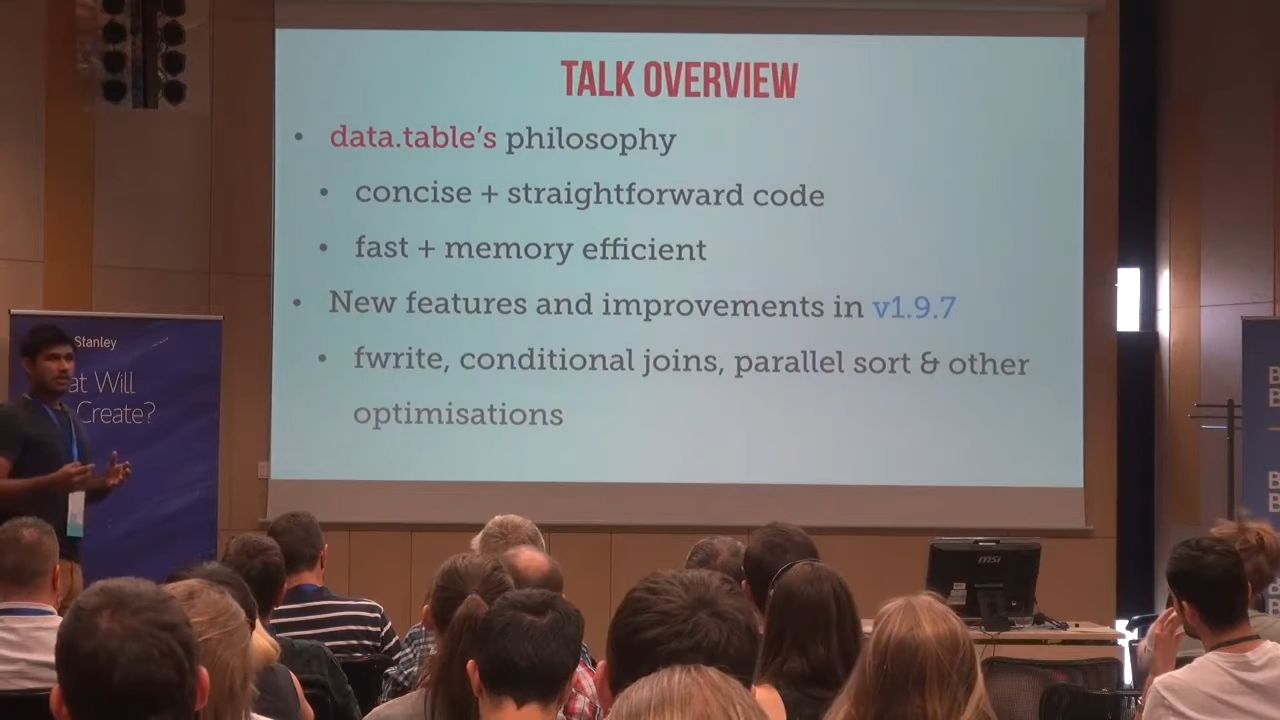 TALK OVERVIEW
• data.table's philosophy
• concise + straightforward code
• fast + memory efficient
• New features and improvements in v1.9.7
• fwrite, conditional joins, parallel sort & other
optimisations
Stanley
at Will
Create?
msi
B
B
B
B